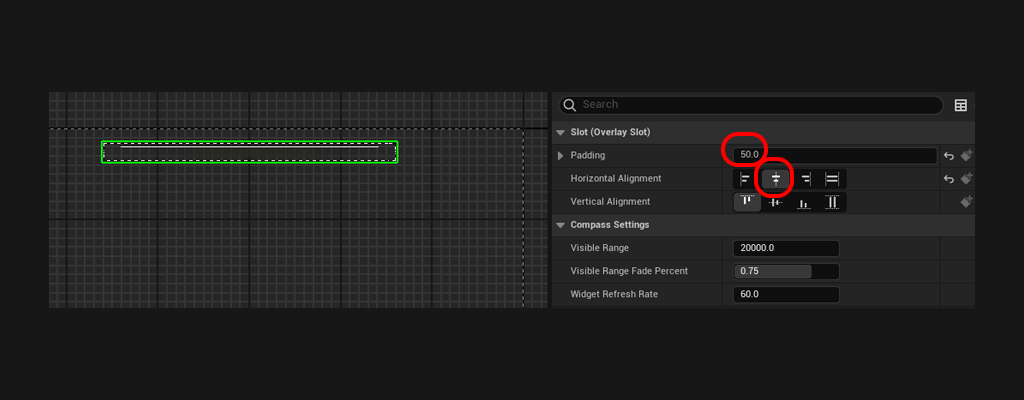 Search
Slot (Overlay Slot)
Padding
50.0
Horizontal Alignment
Vertical Alignment
Compass Settings
Visible Range
20000.0
Visible Range Fade Percent
0.75
Widget Refresh Rate
60.0